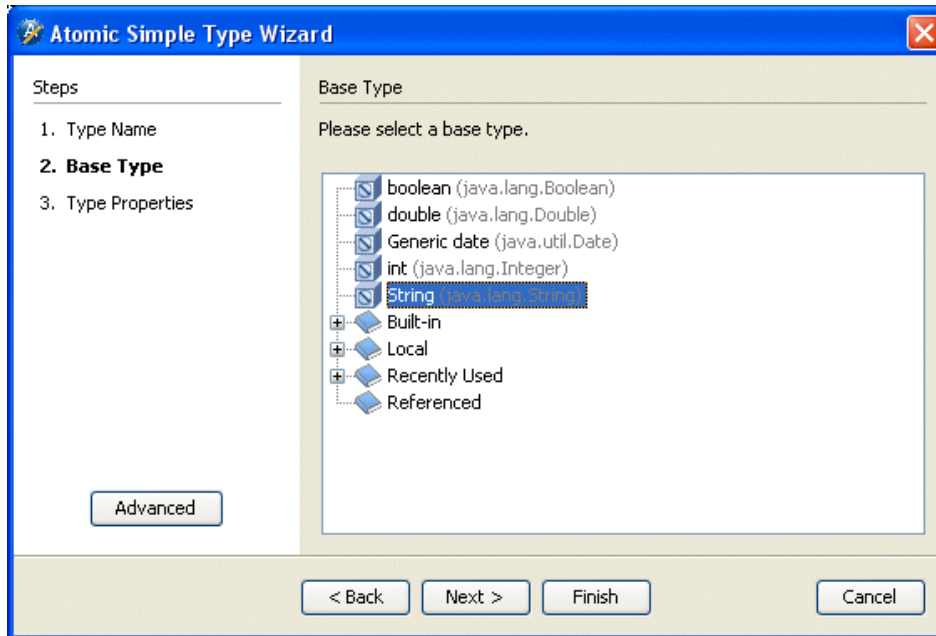 Atomic Simple Type Wizard
Steps
1. Type Name
2. Base Type
3. Type Properties
Advanced
Base Type
Please select a base type.
boolean (java.lang.Boolean)
double (java.lang.Double)
Generic date (java.util.Date)
int (java.lang.Integer)
String (java.lang.String)
Built-in
Local
Recently Used
Referenced
< Back Next > Finish Cancel